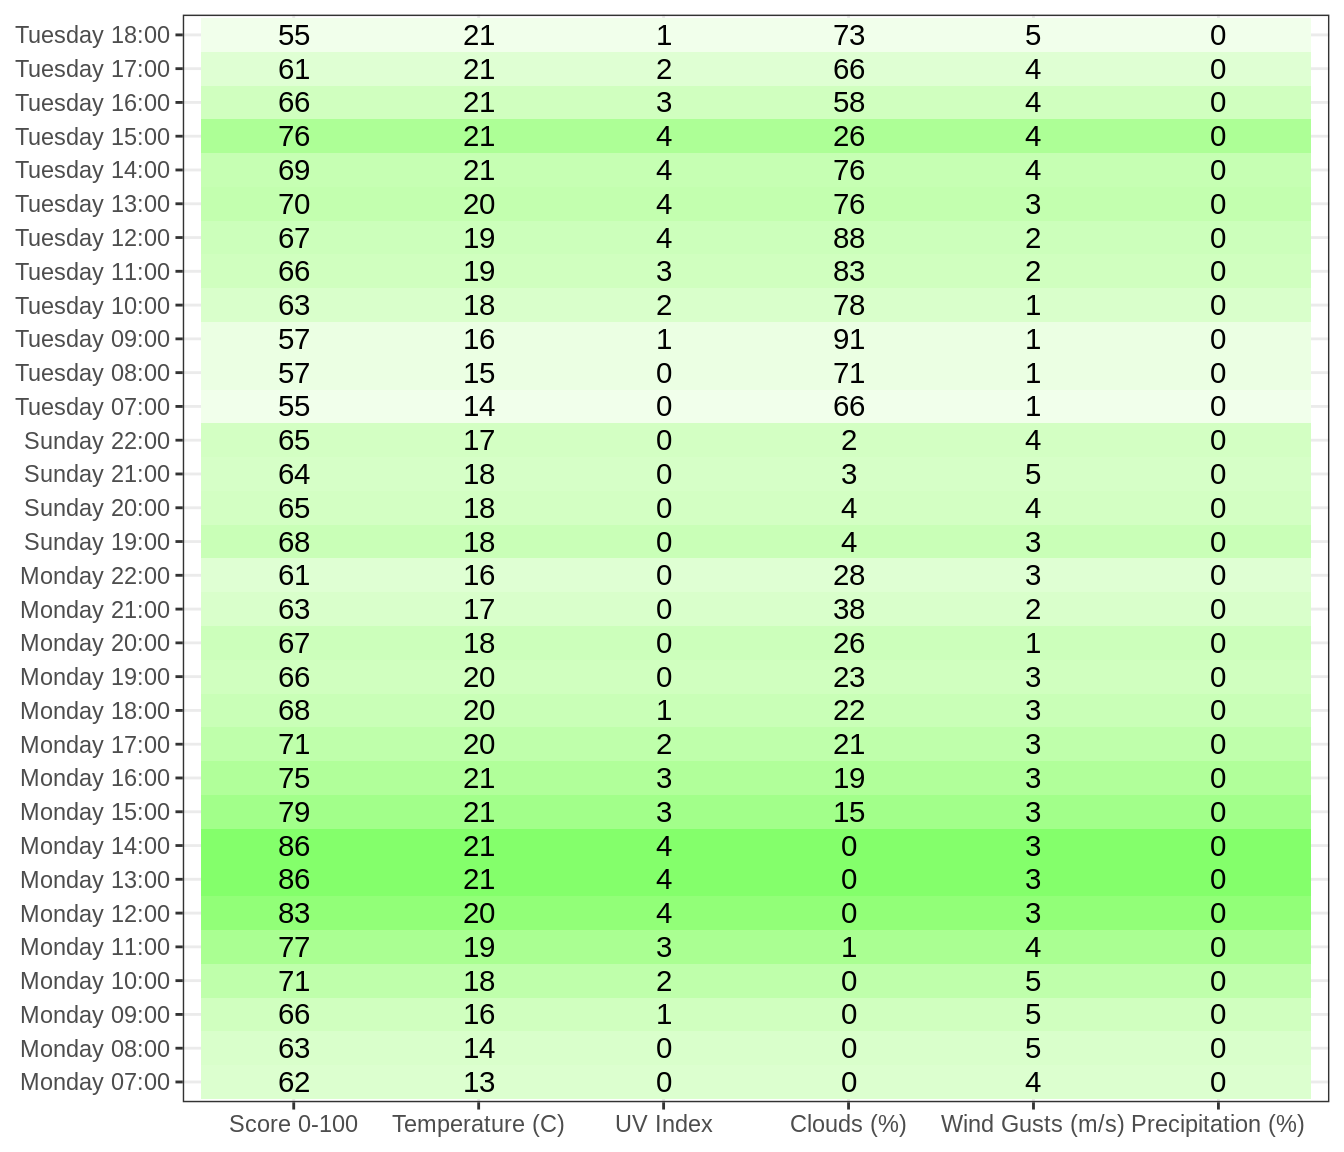 Tuesday 18:00 55 21 1 73 5 0
Tuesday 17:00 61 21 2 66 4 0
Tuesday 16:00 66 21 3 58 4 0
Tuesday 15:00 76 21 4 26 4 0
Tuesday 14:00 69 21 4 76 4 0
Tuesday 13:00 70 20 4 76 3 0
Tuesday 12:00 67 19 4 88 2 0
Tuesday 11:00 66 19 3 83 2 0
Tuesday 10:00 63 18 2 78 1 0
Tuesday 09:00 57 16 1 91 1 0
Tuesday 08:00 57 15 0 71 1 0
Tuesday 07:00 55 14 0 66 1 0
Sunday 22:00 65 17 0 2 4 0
Sunday 21:00 64 18 0 3 5 0
Sunday 20:00 65 18 0 4 4 0
Sunday 19:00 68 18 0 4 3 0
Monday 22:00 61 16 0 28 3 0
Monday 21:00 63 17 0 38 2 0
Monday 20:00 67 18 0 26 1 0
Monday 19:00 66 20 0 23 3 0
Monday 18:00 68 20 1 22 3 0
Monday 17:00 71 20 2 21 3 0
Monday 16:00 75 21 3 19 3 0
Monday 15:00 79 21 3 15 3 0
Monday 14:00 86 21 4 0 3 0
Monday 13:00 86 21 4 0 3 0
Monday 12:00 83 20 4 0 3 0
Monday 11:00 77 19 3 1 4 0
Monday 10:00 71 18 2 0 5 0
Monday 09:00 66 16 1 0 5 0
Monday 08:00 63 14 0 0 5 0
Monday 07:00 62 13 0 0 4 0
Score 0-100 Temperature (C) UV Index Clouds (%) Wind Gusts (m/s) Precipitation (%)